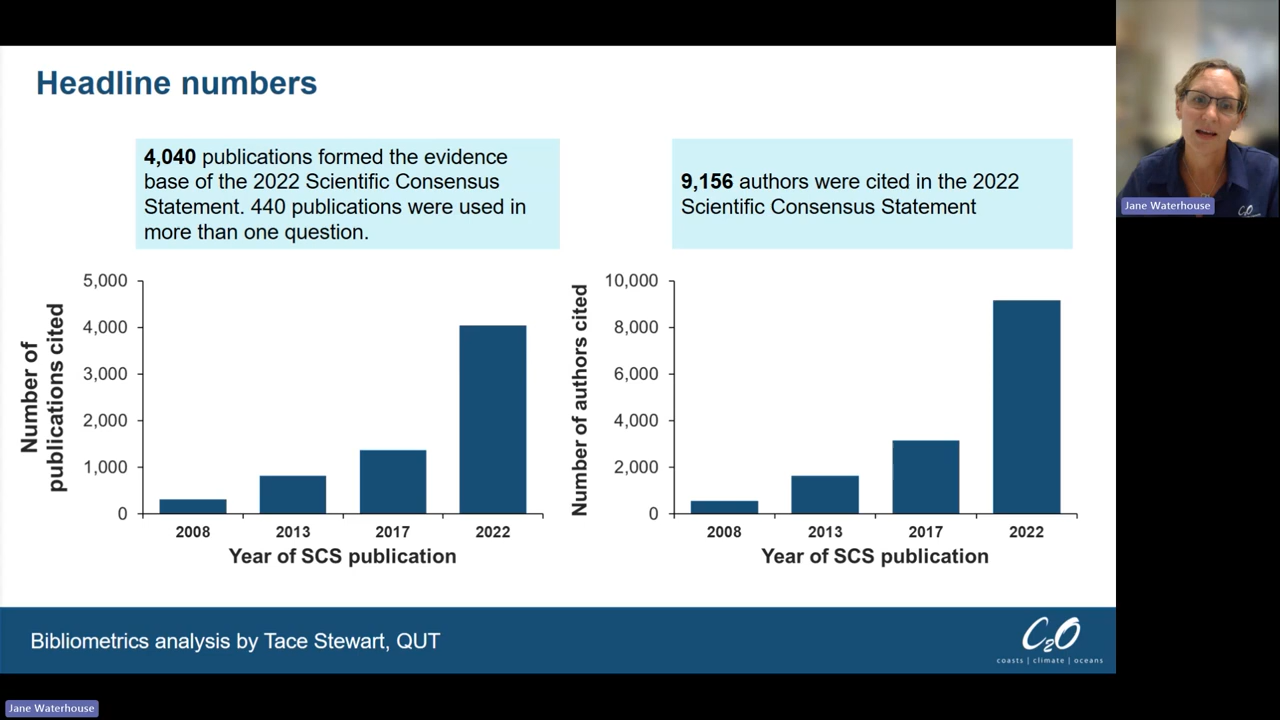 Headline numbers
4,040 publications formed the evidence
base of the 2022 Scientific Consensus
Statement. 440 publications were used in
more than one question.
9,156 authors were cited in the 2022
Scientific Consensus Statement
Number of
publications cited
5,000
4,000
3,000
2,000
1,000
0
2008 2013 2017 2022
Year of SCS publication
Number of authors cited
10,000
8,000
6,000
4,000
2,000
0
2008 2013 2017 2022
Year of SCS publication
Bibliometrics analysis by Tace Stewart, QUT
C2O
coasts | climate | oceans
Jane Waterhouse
C2O
Jane Waterhouse